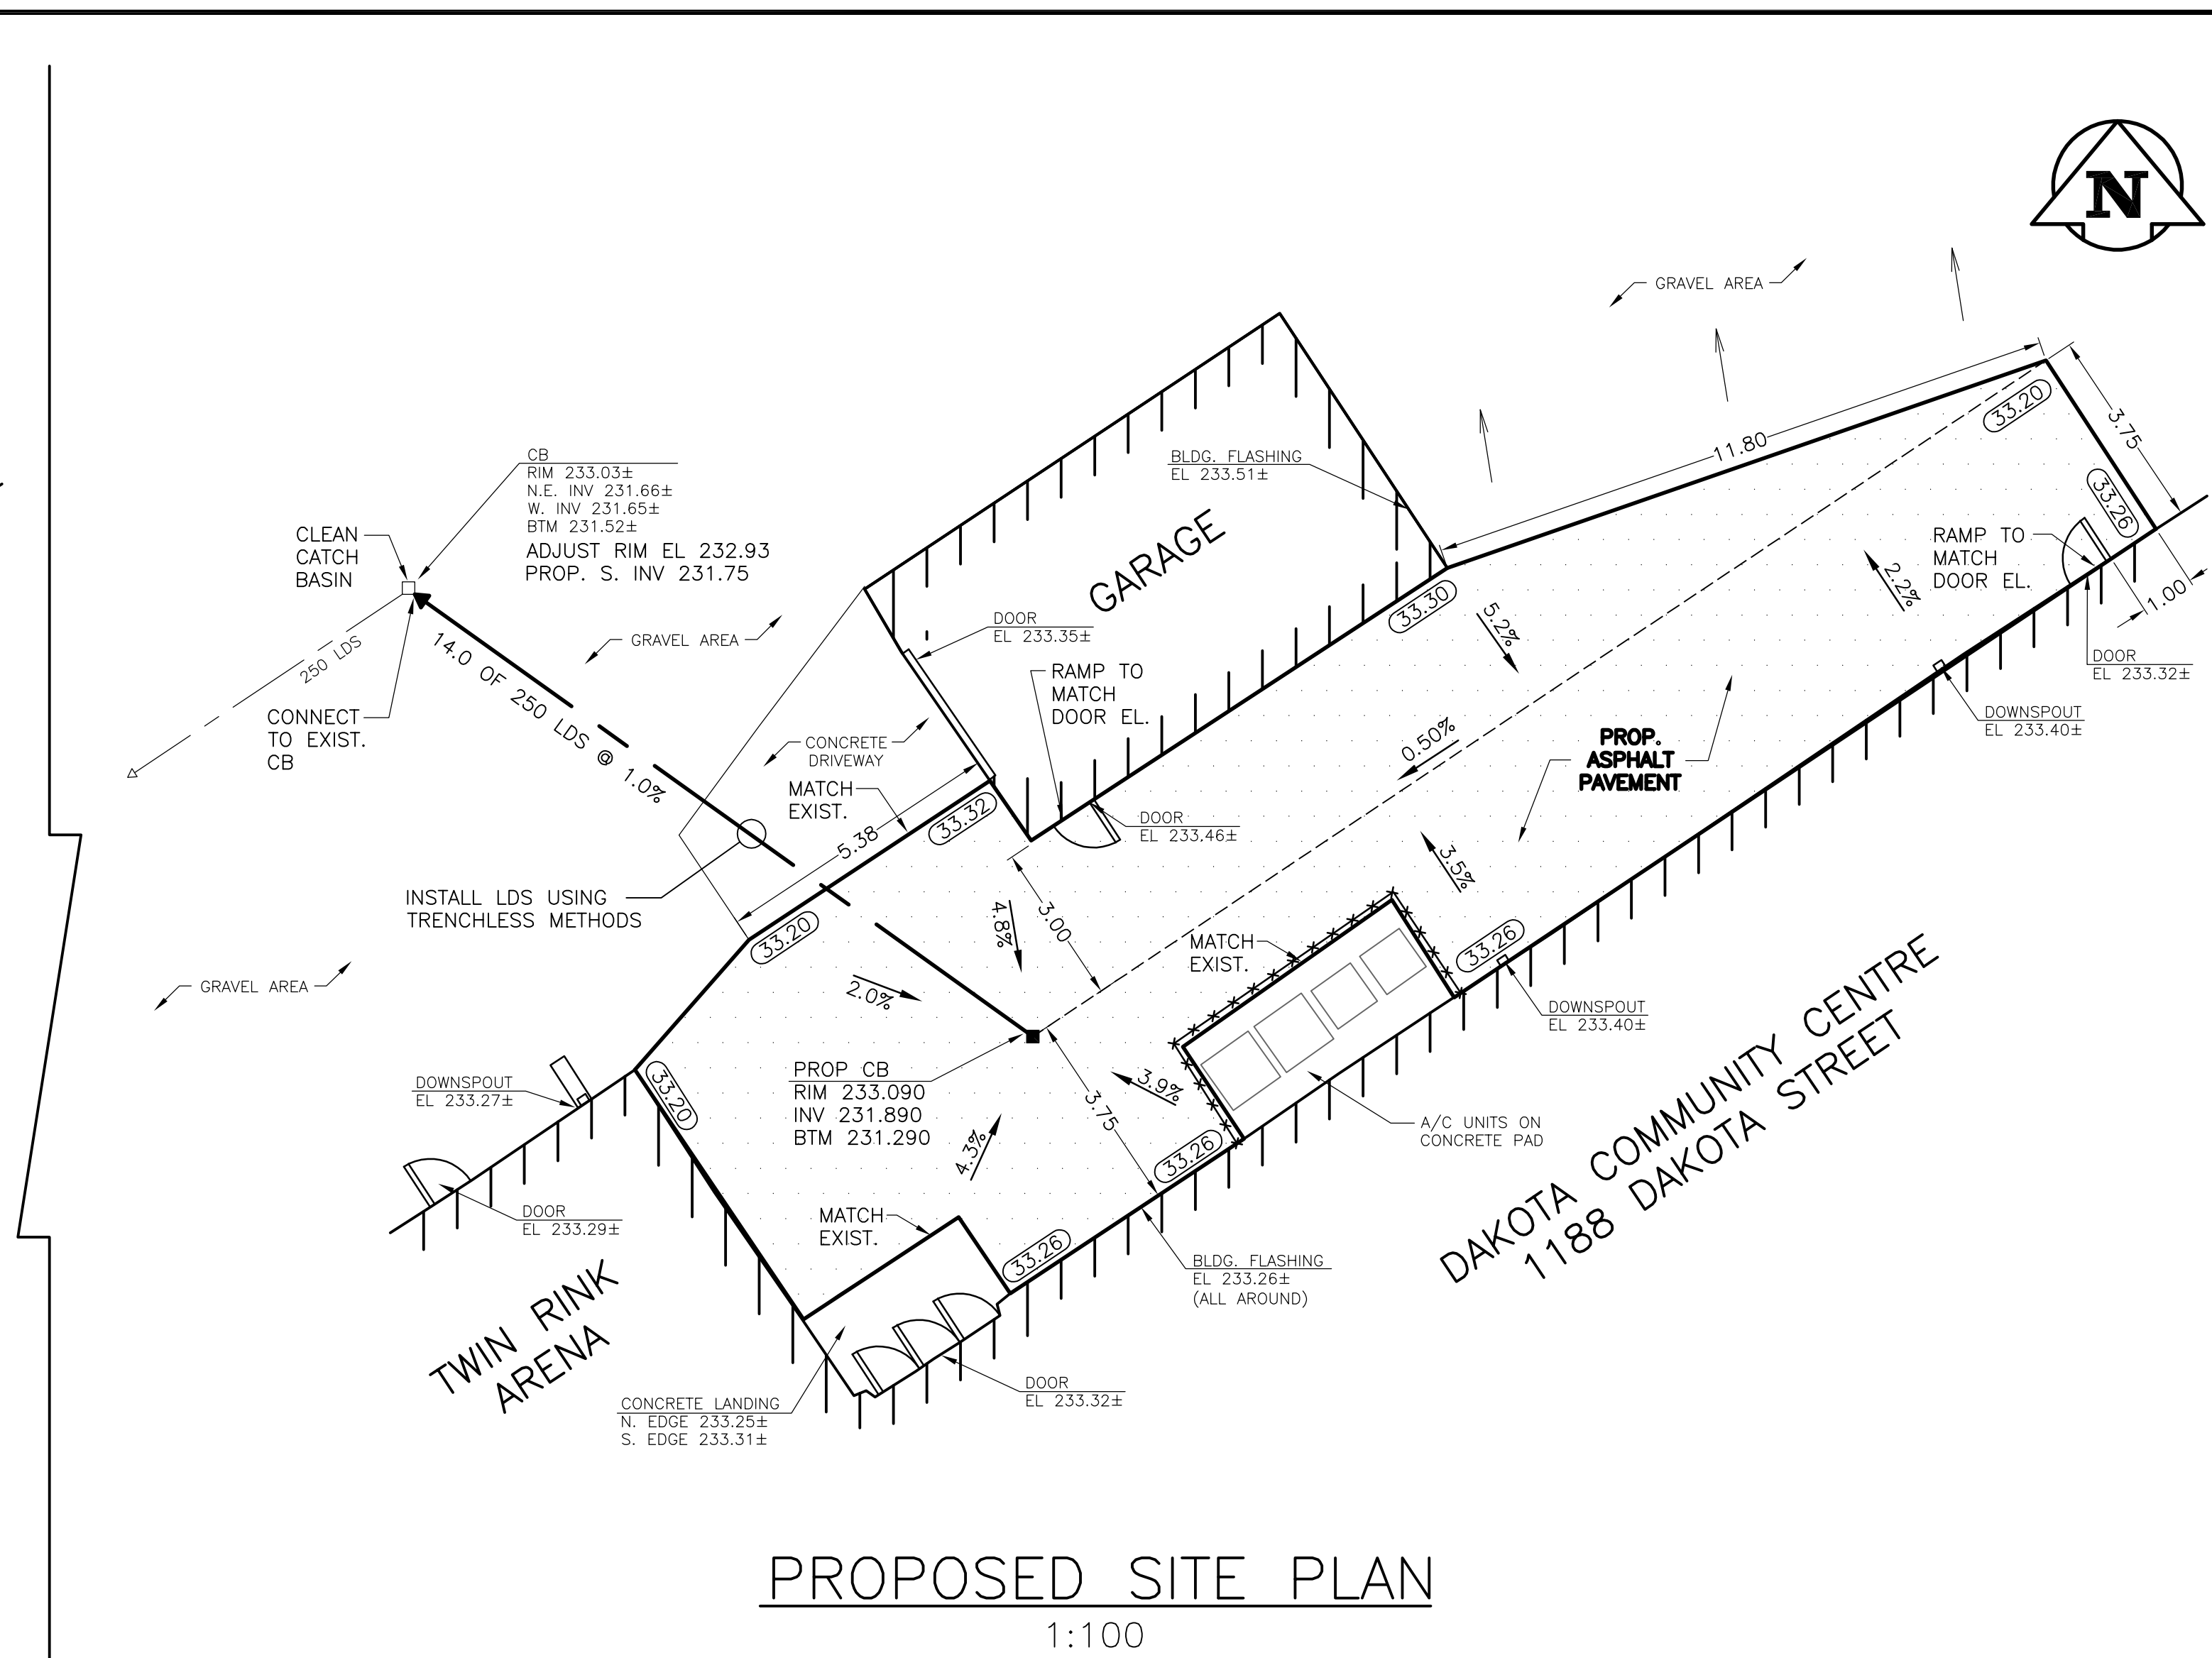 N
GRAVEL AREA
33.20
3.75
11.80
33.26
CB
RIM 233.03±
N.E. INV 231.66±
W. INV 231.65±
BTM 231.52±
ADJUST RIM EL 232.93
PROP. S. INV 231.75
BLDG. FLASHING
EL 233.51±
GARAGE
CLEAN
CATCH
BASIN
RAMP TO
MATCH
DOOR EL.
2.2%
1.00
33.30
5.2%
DOOR
EL 233.35±
GRAVEL AREA
14.0 OF 250 LDS @ 1.0%
250 LDS
CONNECT
TO EXIST.
CB
RAMP TO
MATCH
DOOR EL.
DOOR
EL 233.32±
DOWNSPOUT
EL 233.40±
CONCRETE
DRIVEWAY
0.50%
PROP.
ASPHALT
PAVEMENT
MATCH
EXIST.
33.32
5.38
DOOR
EL 233.46±
3.5%
INSTALL LDS USING
TRENCHLESS METHODS
33.20
4.8%
3.00
MATCH
EXIST.
33.26
GRAVEL AREA
2.0%
DOWNSPOUT
EL 233.40±
PROP CB
RIM 233.090
INV 231.890
BTM 231.290
3.9%
3.75
DOWNSPOUT
EL 233.27±
33.20
A/C UNITS ON
CONCRETE PAD
4.3%
33.26
DAKOTA COMMUNITY CENTRE
1188 DAKOTA STREET
DOOR
EL 233.29±
MATCH
EXIST.
33.26
BLDG. FLASHING
EL 233.26±
(ALL AROUND)
TWIN RINK
ARENA
DOOR
EL 233.32±
CONCRETE LANDING
N. EDGE 233.25±
S. EDGE 233.31±
PROPOSED SITE PLAN
1:100